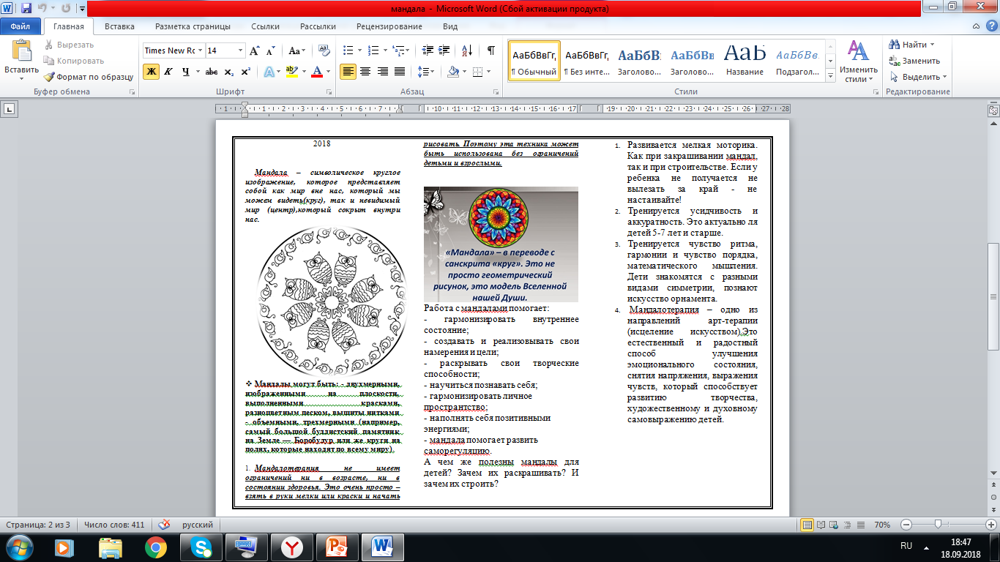 мандала - Microsoft Word (Сбой активации продукта)
Файл
Главная
Вставка
Разметка страницы
Ссылки
Рассылки
Рецензирование
Вид
Вставить
Вырезать
Копировать
Формат по образцу
Буфер обмена
Times New Ro
14
Шрифт
Абзац
АаБбВвГг,
¶ Обычный
АаБбВвГг,
¶ Без инте...
АаБбВ
Заголово...
АаБбВв
Заголово...
АаБ
Название
АаБбВв.
Подзагол...
Стили
Изменить
стили
Найти
Заменить
Выделить
Редактирование
2018
Мандала – символическое круглое
изображение, которое представляет
собой как мир вне нас, который мы
можем видеть(круг), так и невидимый
мир (центр),который сокрыт внутри
нас.
❖ Мандалы могут быть: - двухмерными,
изображенными на плоскости,
выполненными красками,
разноцветным песком, вышиты нитками
- объемными, трехмерными (например,
самый большой буддистский памятник
на Земле — Боробудур или же круги на
полях, которые находят по всему миру).
1. Мандалотерапия не имеет
ограничений ни в возрасте, ни в
состоянии здоровья. Это очень просто –
взять в руки мелки или краски и начать
рисовать. Поэтому эта техника может
быть использована без ограничений
детьми и взрослыми.
«Мандала» – в переводе с
санскрита «круг». Это не
просто геометрический
рисунок, это модель Вселенной
нашей Души.
Работа с мандалами помогает:
- гармонизировать внутреннее
состояние;
- создавать и реализовывать свои
намерения и цели;
- раскрывать свои творческие
способности;
- научиться познавать себя;
- гармонизировать личное
пространтство;
- наполнять себя позитивными
энергиями;
- мандала помогает развить
саморегуляцию.
А чем же полезны мандалы для
детей? Зачем их раскрашивать? И
зачем их строить?
1. Развивается мелкая моторика.
Как при закрашивании мандал,
так и при строительстве. Если у
ребенка не получается не
вылезать за край - не
настаивайте!
2. Тренируется усидчивость и
аккуратность. Это актуально ля
детей 5-7 лет и старше.
3. Тренируется чувство ритма,
гармонии и чувство порядка,
математического мышления.
Дети знакомятся с разными
видами симметрии, познают
искусство орнамента.
4. Мандалотерапия – одно из
направлений арт-терапии
(исцеление искусством).Это
естественный и радостный
способ улучшения
эмоционального состояния,
снятия напряжения, выражения
чувств, который способствует
развитию творчества,
художественному и духовному
самовыражению детей.
Страница: 2 из 3
Число слов: 411
русский
70%
RU
18:47
18.09.2018